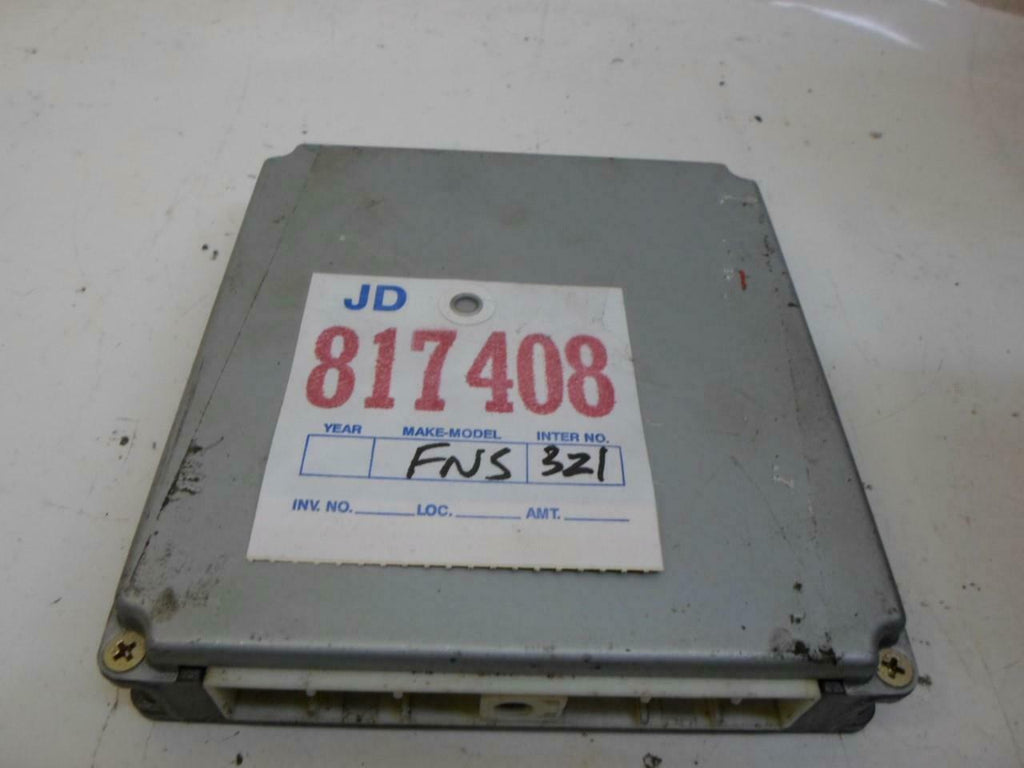 JD
817408
YEAR MAKE-MODEL INTER NO.
FNS 321
INV. NO. LOC. AMT.